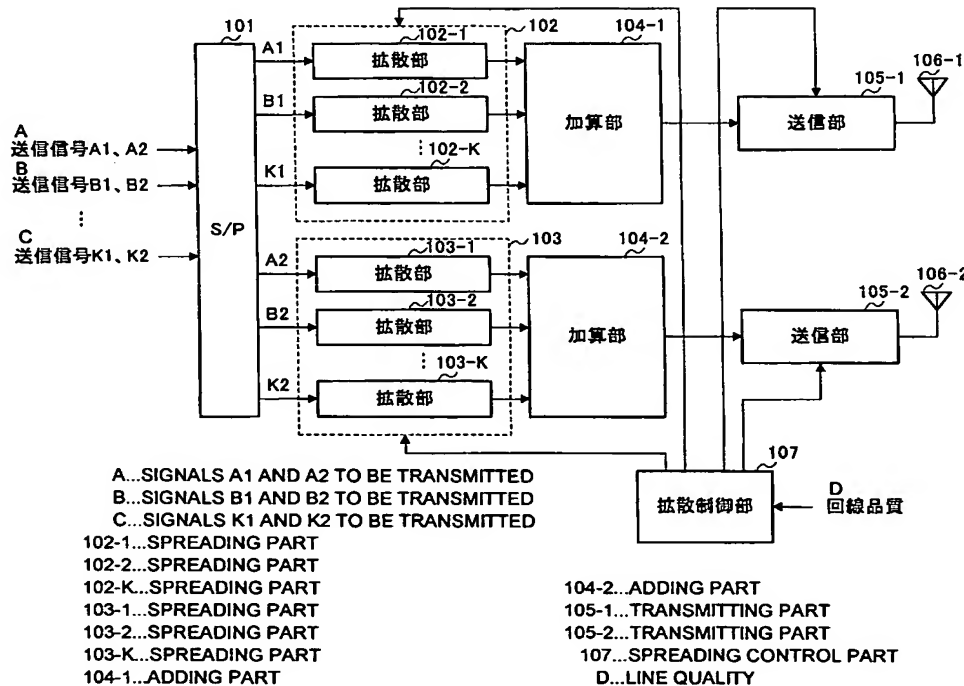 101
102-1
102
104-1
A1
拡散部
106-1
102-2
105-1
B1
拡散部
加算部
送信部
A
送信信号A1、A2
102-K
B
送信信号B1、B2
K1
拡散部
S/P
C
送信信号K1、K2
103-1
103
104-2
A2
拡散部
106-2
103-2
105-2
B2
拡散部
加算部
送信部
103-K
K2
拡散部
107
A...SIGNALS A1 AND A2 TO BE TRANSMITTED
拡散制御部
D
回線品質
B...SIGNALS B1 AND B2 TO BE TRANSMITTED
C...SIGNALS K1 AND K2 TO BE TRANSMITTED
102-1...SPREADING PART
102-2...SPREADING PART
102-K...SPREADING PART
103-1...SPREADING PART
103-2...SPREADING PART
103-K...SPREADING PART
104-1...ADDING PART
104-2...ADDING PART
105-1...TRANSMITTING PART
105-2...TRANSMITTING PART
107...SPREADING CONTROL PART
D...LINE QUALITY